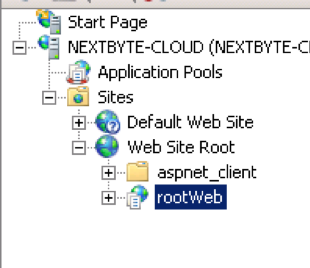 Start Page
NEXTBYTE-CLOUD (NEXTBYTE-C
Application Pools
Sites
Default Web Site
Web Site Root
aspnet_client
rootWeb